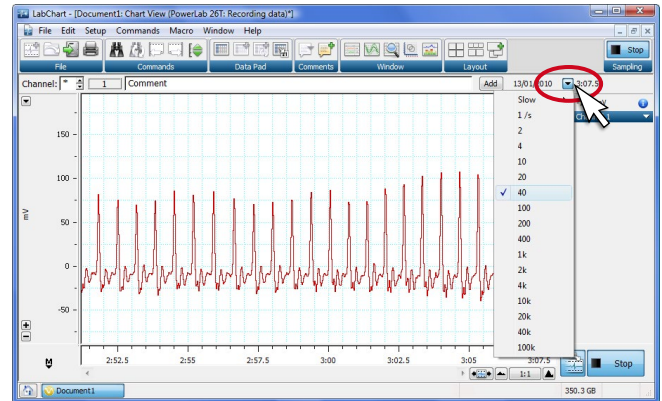 LabChart - [Document1: Chart View (PowerLab 26T: Recording data)*]
File Edit Setup Commands Macro Window Help
Stop
File Commands Data Pad Comments Window Layout Sampling
Channel: * 1 Comment Add 13/01/2010 3:07.5
Slow
1 /s
2
4
10
20
40
100
200
400
1k
2k
4k
10k
20k
40k
100k
150
100
mV
50
0
-50
2:52.5 2:55 2:57.5 3:00 3:02.5 3:05 3:07.5
M
1:1
Stop
Document1
350.3 GB